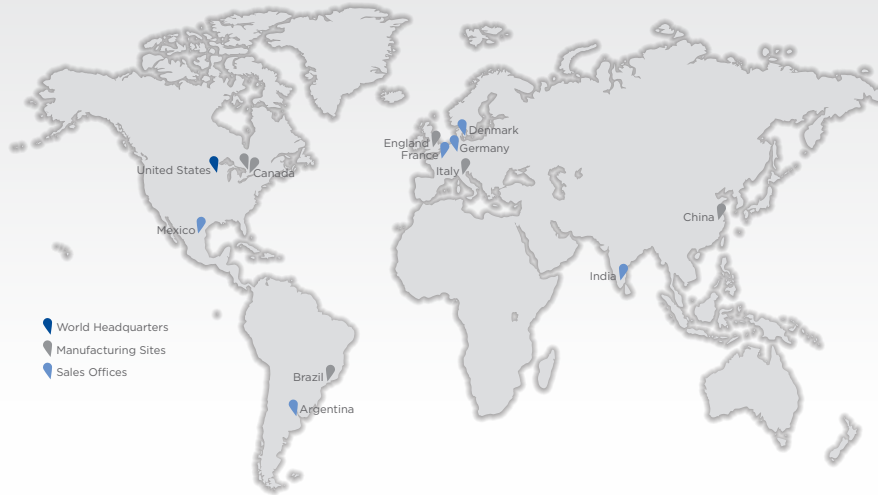 Denmark
England
Germany
France
United States
Canada
Italy
China
Mexico
India
World Headquarters
Manufacturing Sites
Sales Offices
Brazil
Argentina